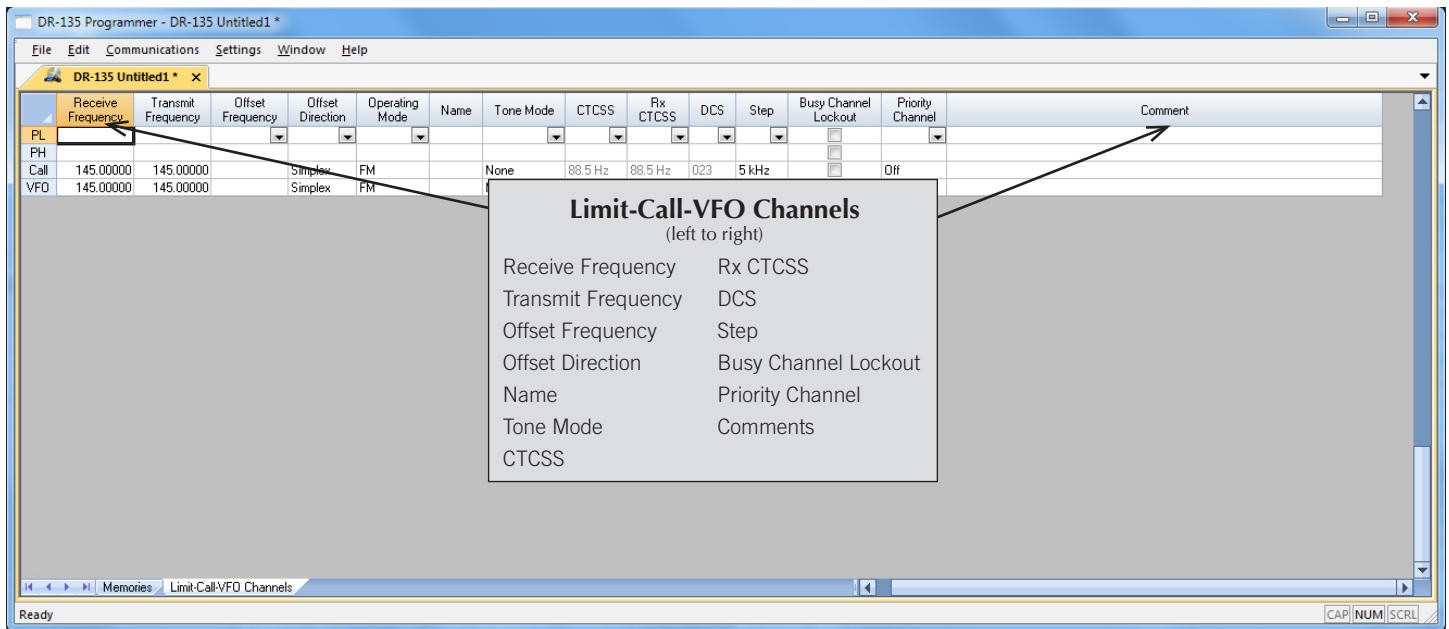 DR-135 Programmer - DR-135 Untitled1 *
File Edit Communications Settings Window Help
DR-135 Untitled1 * x
Receive Frequency Transmit Frequency Offset Frequency Offset Direction Operating Mode Name Tone Mode CTCSS Rx CTCSS DCS Step Busy Channel Lockout Priority Channel Comment
PL
PH
Call 145.00000 145.00000 Simplex FM None 88.5 Hz 88.5 Hz 023 5 kHz Off
VFO 145.00000 145.00000 Simplex FM
Limit-Call-VFO Channels
(left to right)
Receive Frequency Rx CTCSS
Transmit Frequency DCS
Offset Frequency Step
Offset Direction Busy Channel Lockout
Name Priority Channel
Tone Mode Comments
CTCSS
Memories Limit-Call-VFO Channels
Ready CAP NUM SCRL